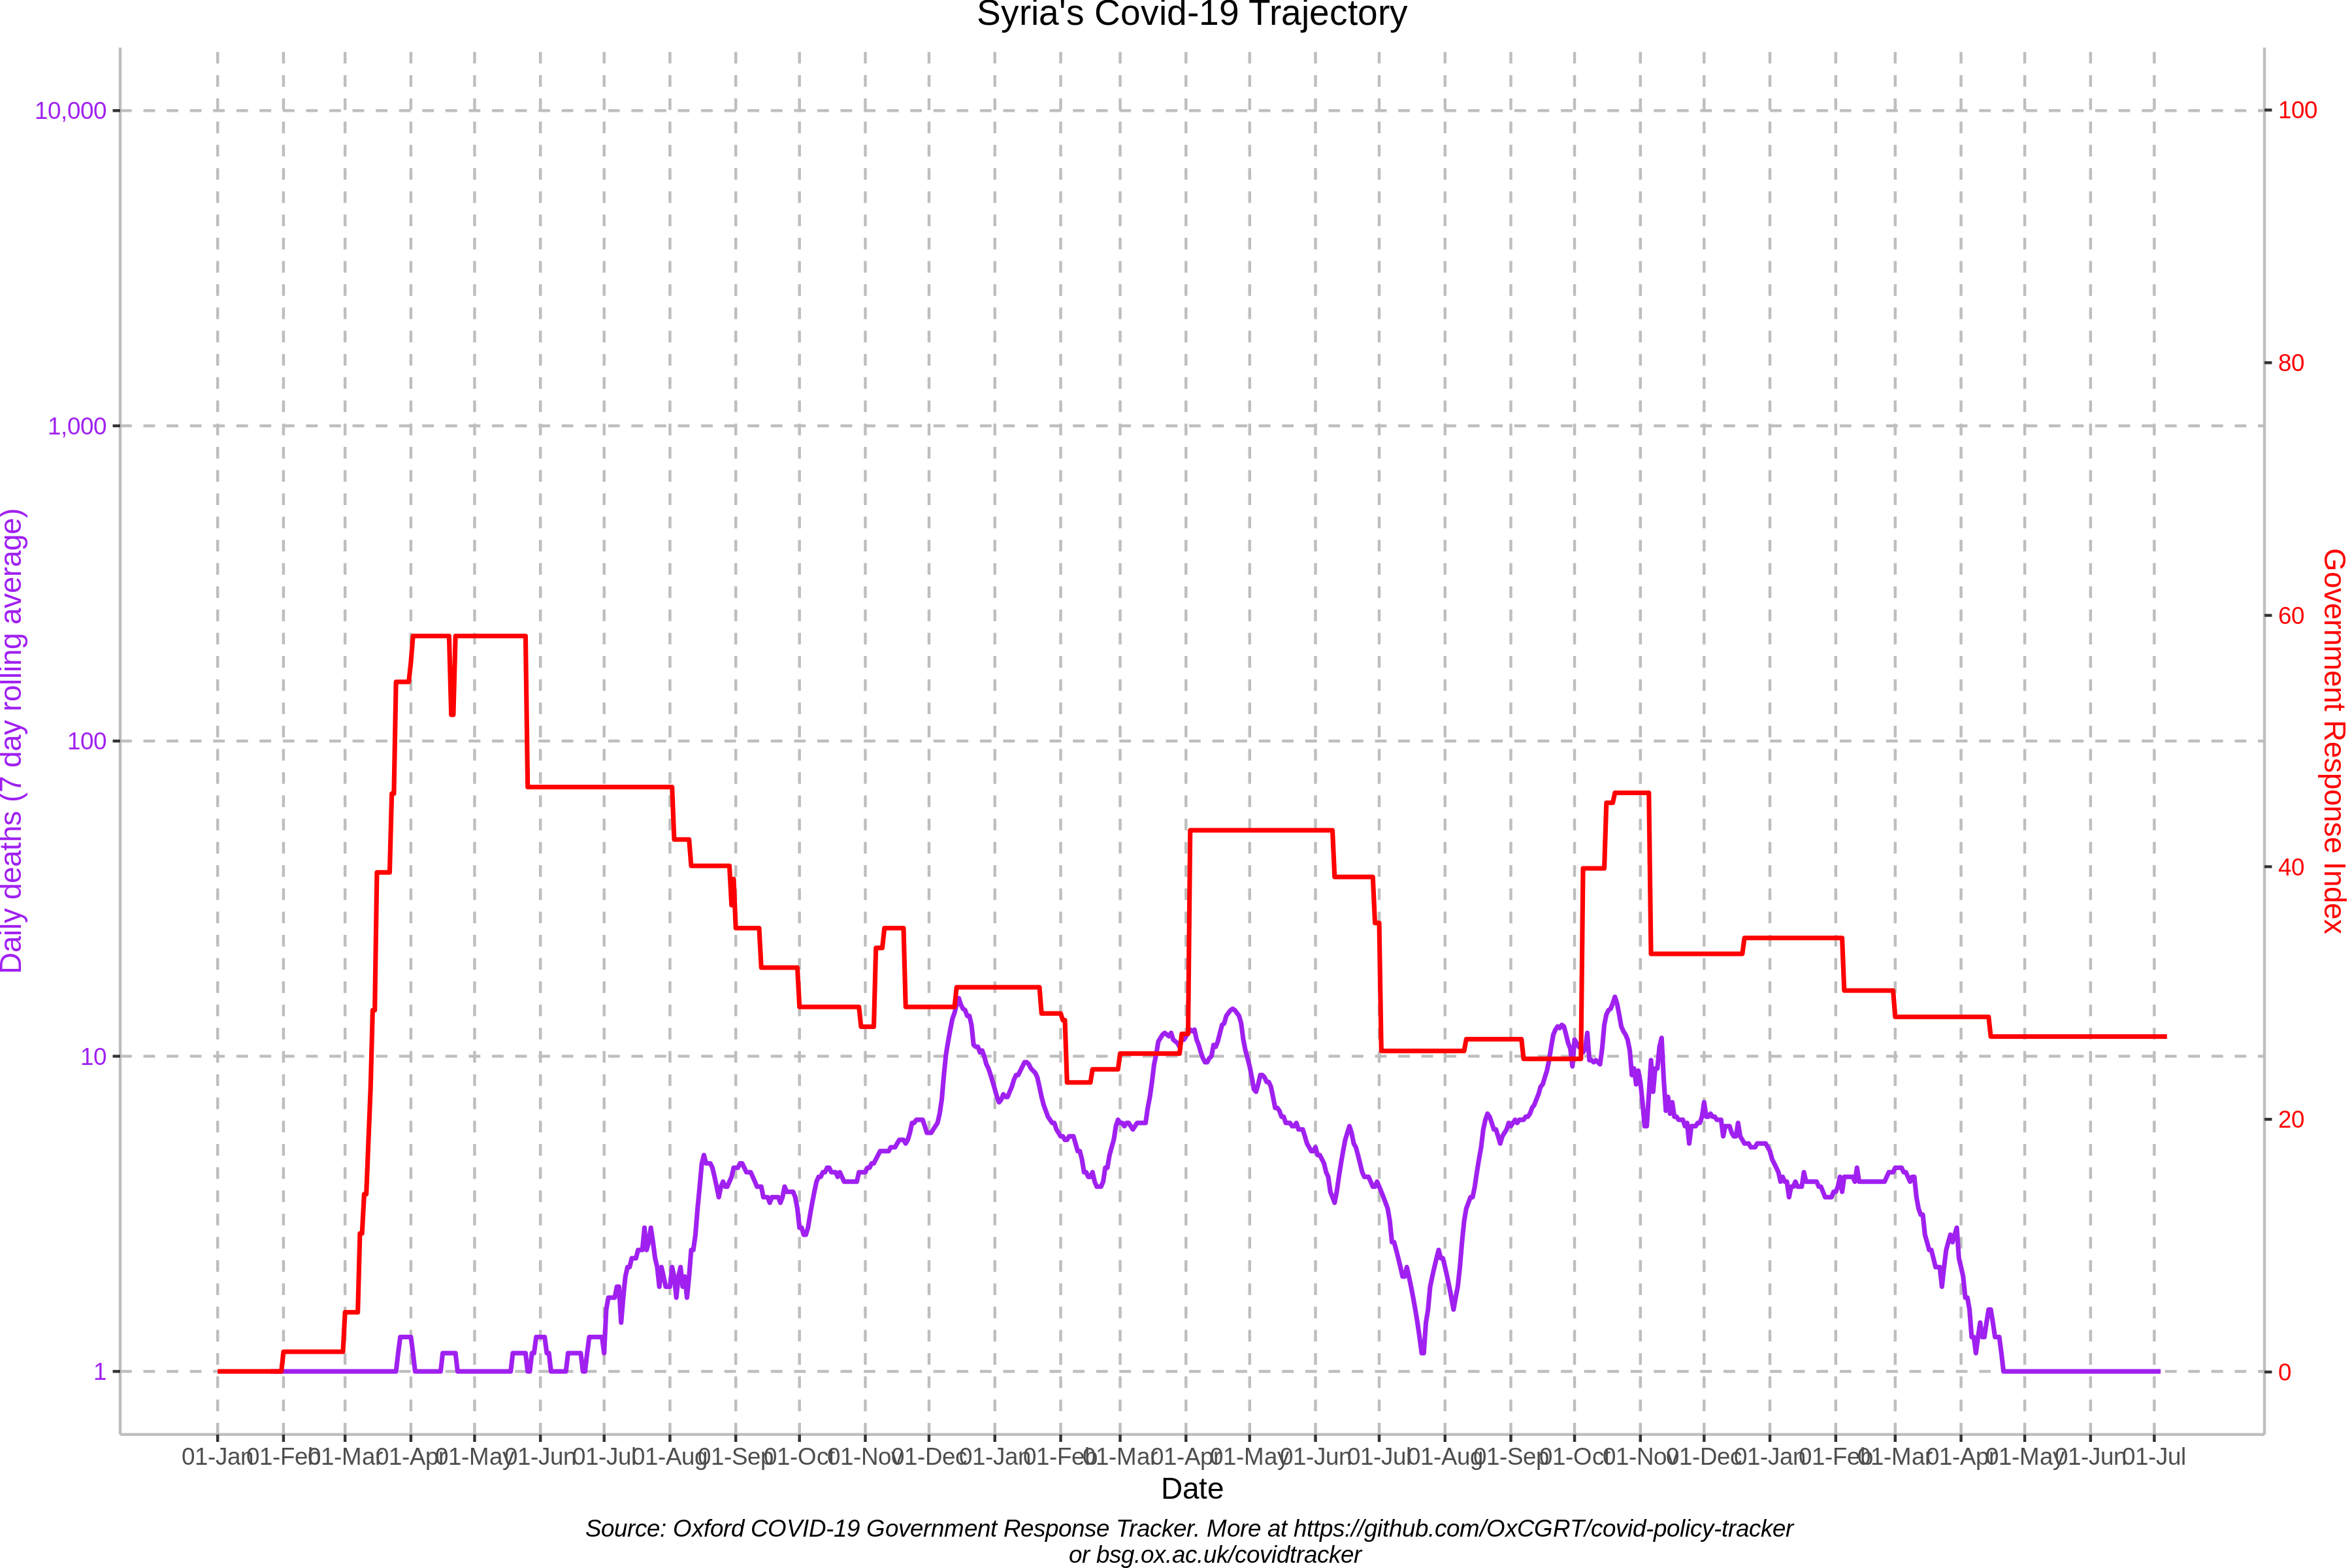 Syria's Covid-19 Trajectory
10,000
1,000
100
10
1
Daily deaths (7 day rolling average)
100
80
60
40
20
0
Government Response Index
01-Jan 01-Feb 01-Mar 01-Apr 01-May 01-Jun 01-Jul 01-Aug 01-Sep 01-Oct 01-Nov 01-Dec 01-Jan 01-Feb 01-Mar 01-Apr 01-May 01-Jun 01-Jul 01-Aug 01-Sep 01-Oct 01-Nov 01-Dec 01-Jan 01-Feb 01-Mar 01-Apr 01-May 01-Jun 01-Jul
Date
Source: Oxford COVID-19 Government Response Tracker. More at https://github.com/OxCGRT/covid-policy-tracker
or bsg.ox.ac.uk/covidtracker